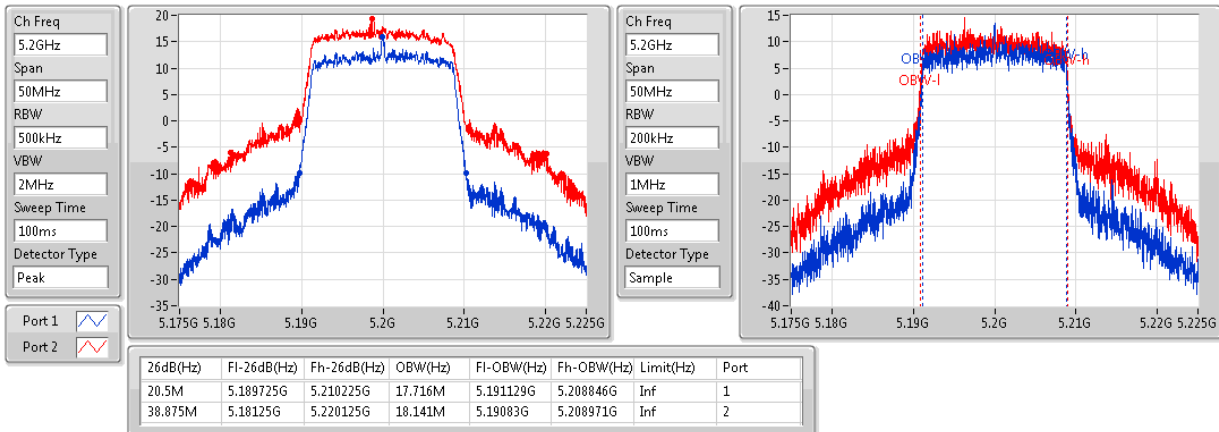 Ch Freq
5.2GHz
Span
50MHz
RBW
500kHz
VBW
2MHz
Sweep Time
100ms
Detector Type
Peak
Port 1
Port 2
20
15
10
5
0
-5
-10
-15
-20
-25
-30
-35
5.175G 5.18G 5.19G 5.2G 5.21G 5.22G 5.225G
Ch Freq
5.2GHz
Span
50MHz
RBW
200kHz
VBW
1MHz
Sweep Time
100ms
Detector Type
Sample
15
10
5
0
-5
-10
-15
-20
-25
-30
-35
-40
OBW-l
5.175G 5.18G 5.19G 5.2G 5.21G 5.22G 5.225G
26dB(Hz) Fl-26dB(Hz) Fh-26dB(Hz) OBW(Hz) Fl-OBW(Hz) Fh-OBW(Hz) Limit(Hz) Port
20.5M 5.189725G 5.210225G 17.716M 5.191129G 5.208846G Inf 1
38.875M 5.18125G 5.220125G 18.141M 5.19083G 5.208971G Inf 2